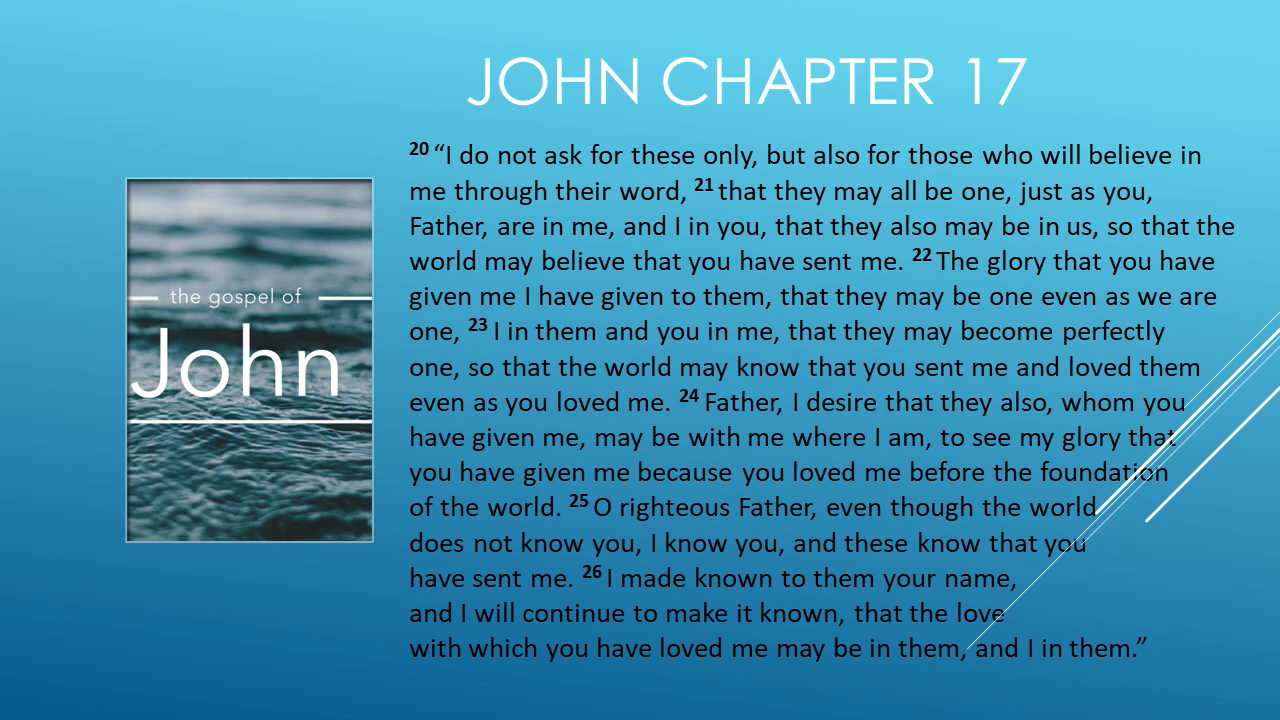 JOHN CHAPTER 17
20 “I do not ask for these only, but also for those who will believe in
me through their word, 21 that they may all be one, just as you,
Father, are in me, and I in you, that they also may be in us, so that the
world may believe that you have sent me. 22 The glory that you have
given me I have given to them, that they may be one even as we are
one, 23 I in them and you in me, that they may become perfectly
one, so that the world may know that you sent me and loved them
even as you loved me. 24 Father, I desire that they also, whom you
have given me, may be with me where I am, to see my glory that
you have given me because you loved me before the foundation
of the world. 25 O righteous Father, even though the world
does not know you, I know you, and these know that you
have sent me. 26 I made known to them your name,
and I will continue to make it known, that the love
with which you have loved me may be in them, and I in them.”
the gospel of
John